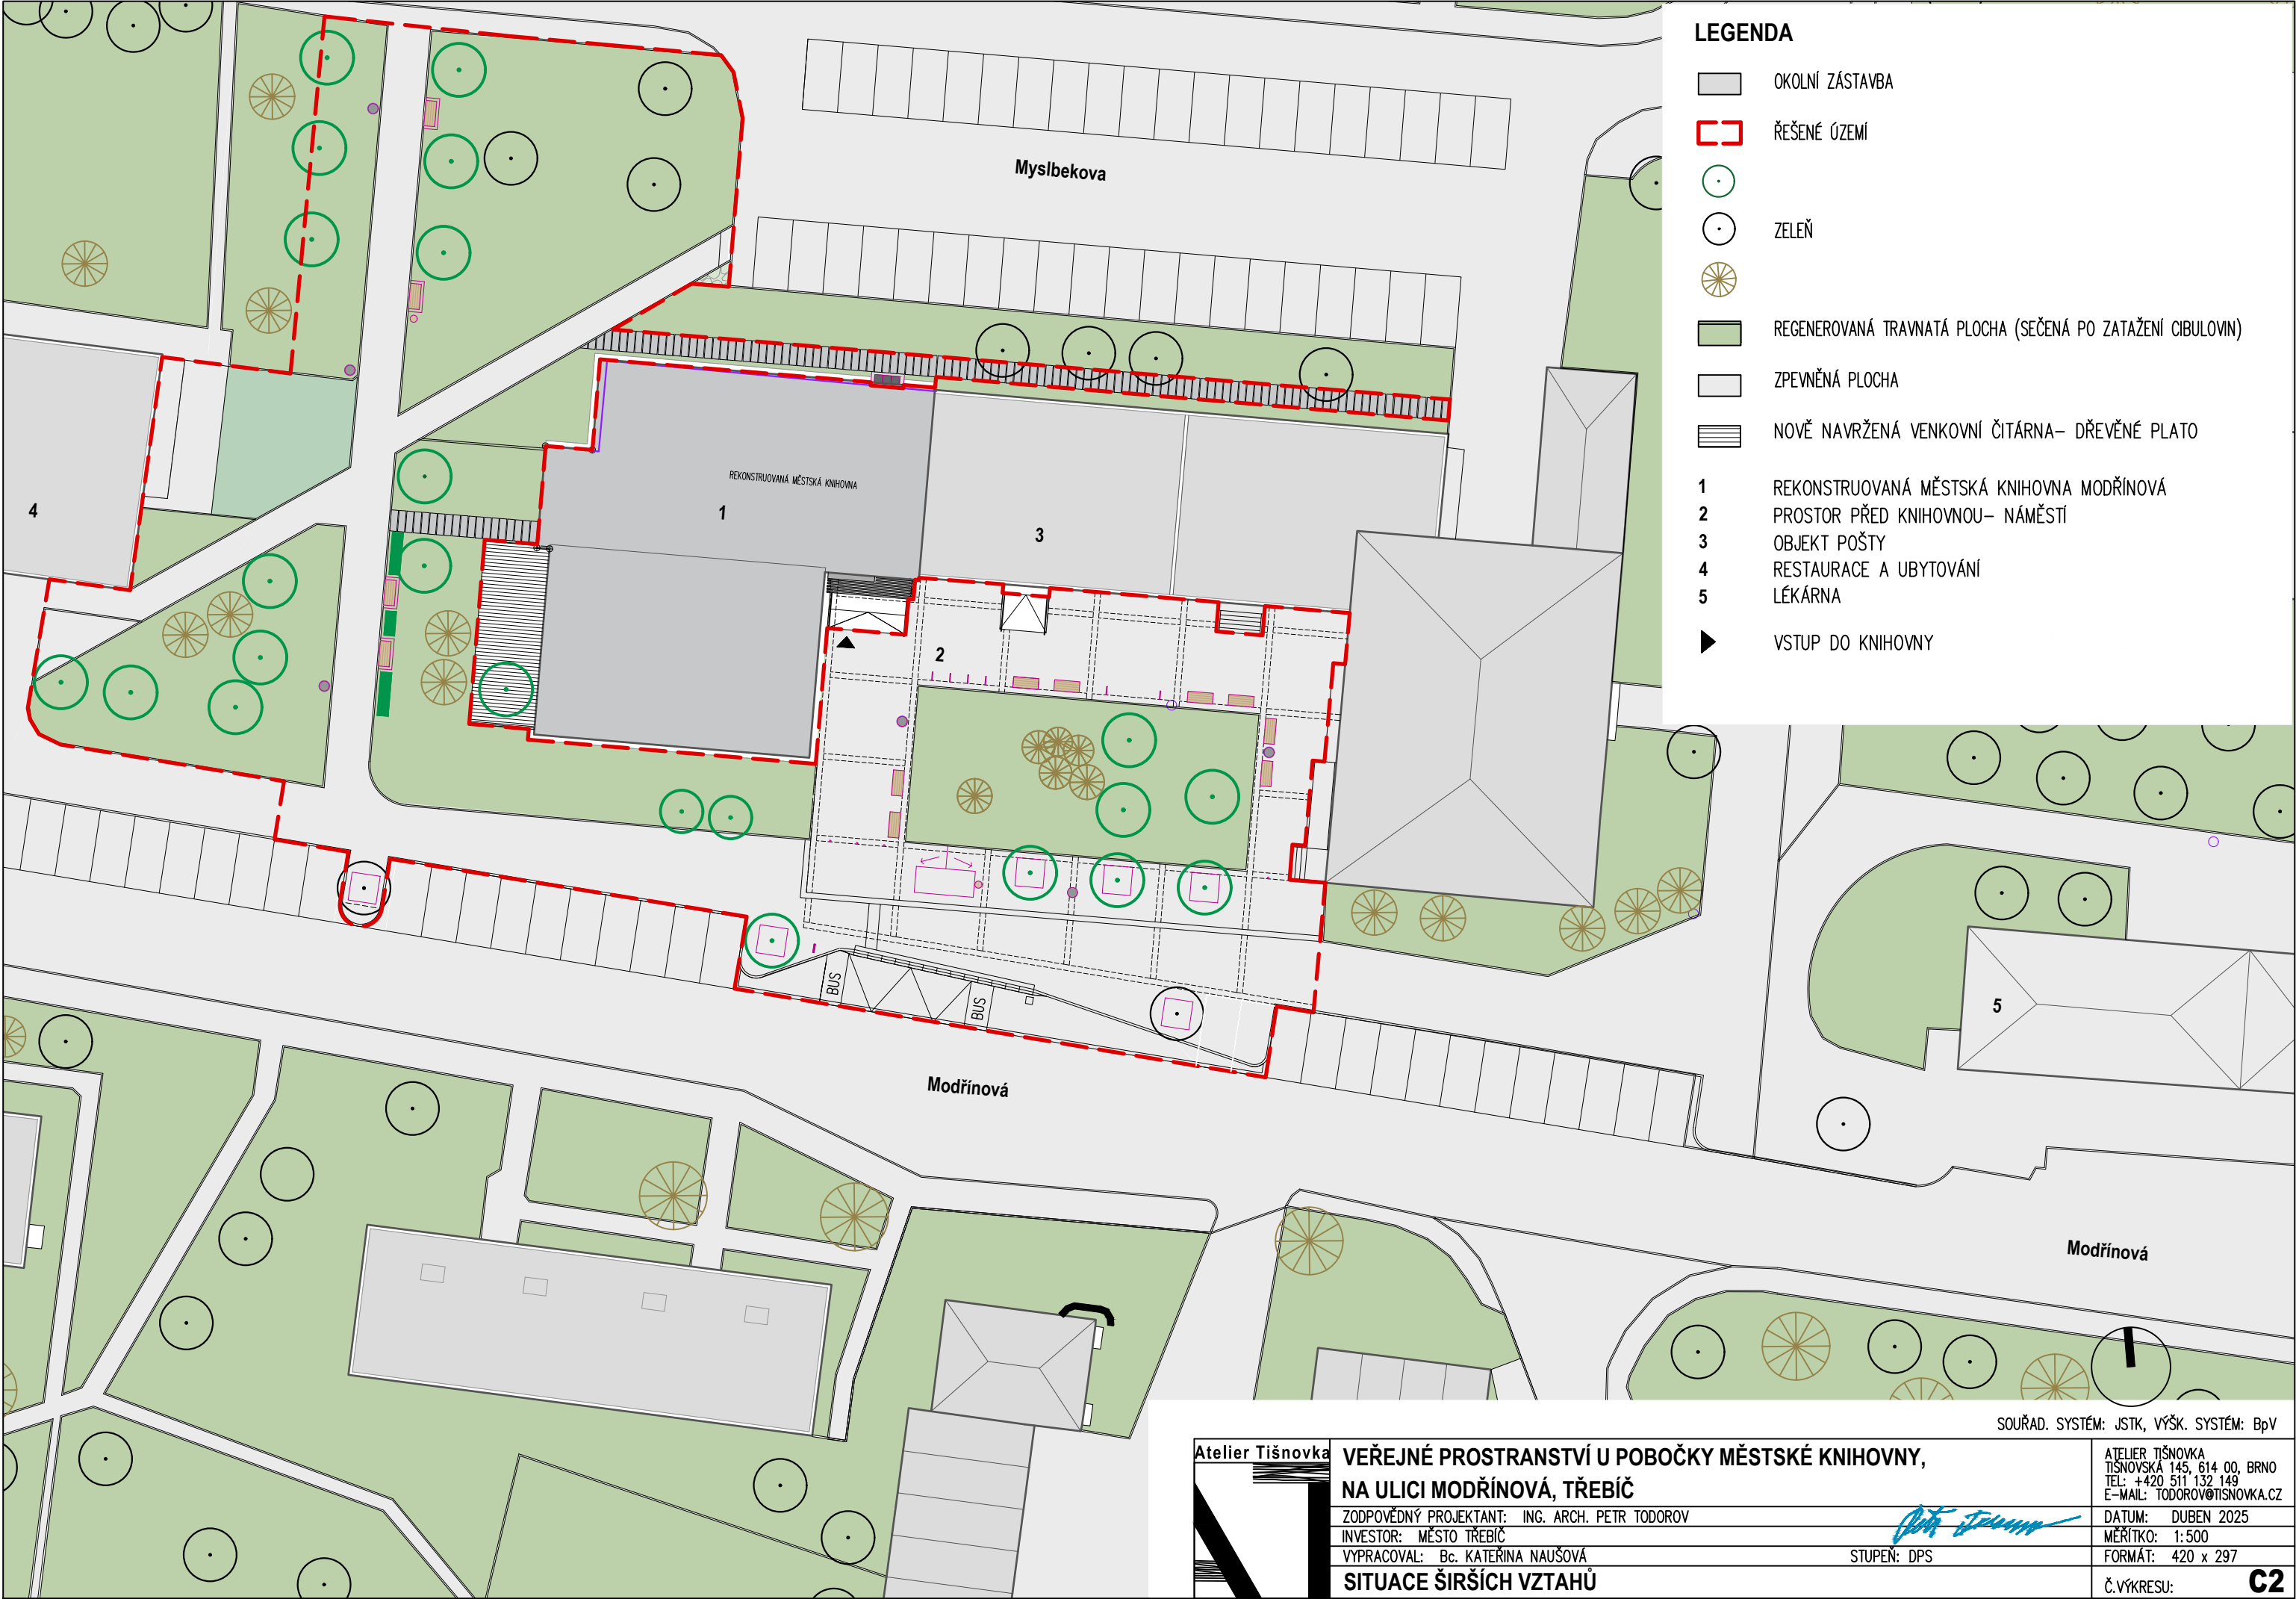 LEGENDA
OKOLNÍ ZÁSTAVBA
ŘEŠENÉ ÚZEMÍ
ZELEŇ
REGENEROVANÁ TRAVNATÁ PLOCHA (SEČENÁ PO ZATAŽENÍ CIBULOVIN)
ZPEVNĚNÁ PLOCHA
NOVĚ NAVRŽENÁ VENKOVNÍ ČITÁRNA– DŘEVĚNÉ PLATO
1 REKONSTRUOVANÁ MĚSTSKÁ KNIHOVNA MODŘÍNOVÁ
2 PROSTOR PŘED KNIHOVNOU– NÁMĚSTÍ
3 OBJEKT POŠTY
4 RESTAURACE A UBYTOVÁNÍ
5 LÉKÁRNA
VSTUP DO KNIHOVNY
Myslbekova
REKONSTRUOVANÁ MĚSTSKÁ KNIHOVNA
1
3
4
2
BUS
BUS
5
Modřínová
Modřínová
SOUŘAD. SYSTÉM: JSTK, VÝŠK. SYSTÉM: BpV
Atelier Tišnovka
VEŘEJNÉ PROSTRANSTVÍ U POBOČKY MĚSTSKÉ KNIHOVNY,
NA ULICI MODŘÍNOVÁ, TŘEBÍČ
ZODPOVĚDNÝ PROJEKTANT: ING. ARCH. PETR TODOROV
INVESTOR: MĚSTO TŘEBÍČ
VYPRACOVAL: Bc. KATEŘINA NAUŠOVÁ
STUPEŇ: DPS
SITUACE ŠIRŠÍCH VZTAHŮ
ATELIER TIŠNOVKA
TIŠNOVSKÁ 145, 614 00, BRNO
TEL: +420 511 132 149
E–MAIL: TODOROV@TISNOVKA.CZ
DATUM: DUBEN 2025
MĚŘÍTKO: 1:500
FORMÁT: 420 x 297
Č.VÝKRESU: C2